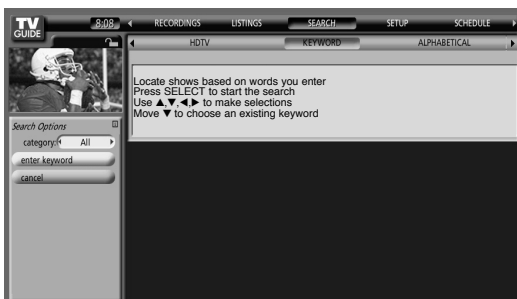 TV
GUIDE
8:08
RECORDINGS LISTINGS SEARCH SETUP SCHEDULE
HDTV KEYWORD ALPHABETICAL
Locate shows based on words you enter
Press SELECT to start the search
Use ▲,▼,◀,▶ to make selections
Move ▼ to choose an existing keyword
Search Options
category: All
enter keyword
cancel